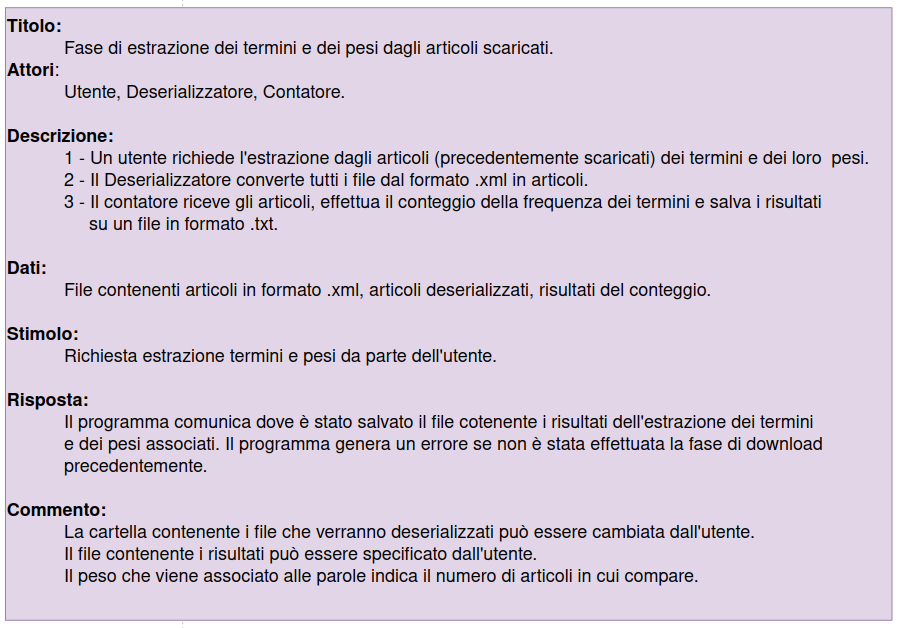 Titolo:
Fase di estrazione dei termini e dei pesi dagli articoli scaricati.
Attori:
Utente, Deserializzatore, Contatore.
Descrizione:
1 - Un utente richiede l'estrazione dagli articoli (precedentemente scaricati) dei termini e dei loro  pesi.
2 - Il Deserializzatore converte tutti i file dal formato .xml in articoli.
3 - Il contatore riceve gli articoli, effettua il conteggio della frequenza dei termini e salva i risultati
su un file in formato .txt.
Dati:
File contenenti articoli in formato .xml, articoli deserializzati, risultati del conteggio.
Stimolo:
Richiesta estrazione termini e pesi da parte dell'utente.
Risposta:
Il programma comunica dove è stato salvato il file cotenente i risultati dell'estrazione dei termini
e dei pesi associati. Il programma genera un errore se non è stata effettuata la fase di download
precedentemente.
Commento:
La cartella contenente i file che verranno deserializzati può essere cambiata dall'utente.
Il file contenente i risultati può essere specificato dall'utente.
Il peso che viene associato alle parole indica il numero di articoli in cui compare.